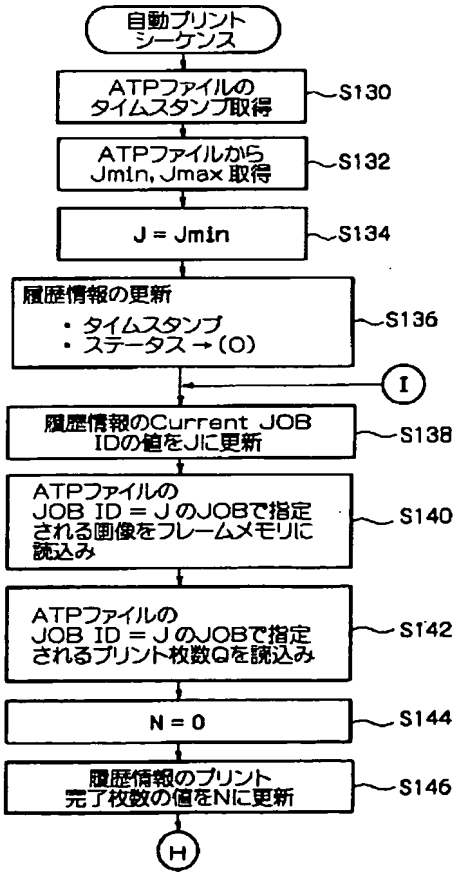 自動プリント
シーケンス
ATPファイルの
タイムスタンプ取得
S130
ATPファイルから
Jmin, Jmax 取得
S132
J = Jmin
S134
履歴情報の更新
・ タイムスタンプ
・ ステータス → (0)
S136
I
履歴情報のCurrent JOB
IDの値をJに更新
S138
ATPファイルの
JOB ID = J のJOBで指定
される画像をフレームメモリに
読込み
S140
ATPファイルの
JOB ID = J のJOBで指定
されるプリント枚数Qを読込み
S142
N = 0
S144
履歴情報のプリント
完了枚数の値をNに更新
S146
H